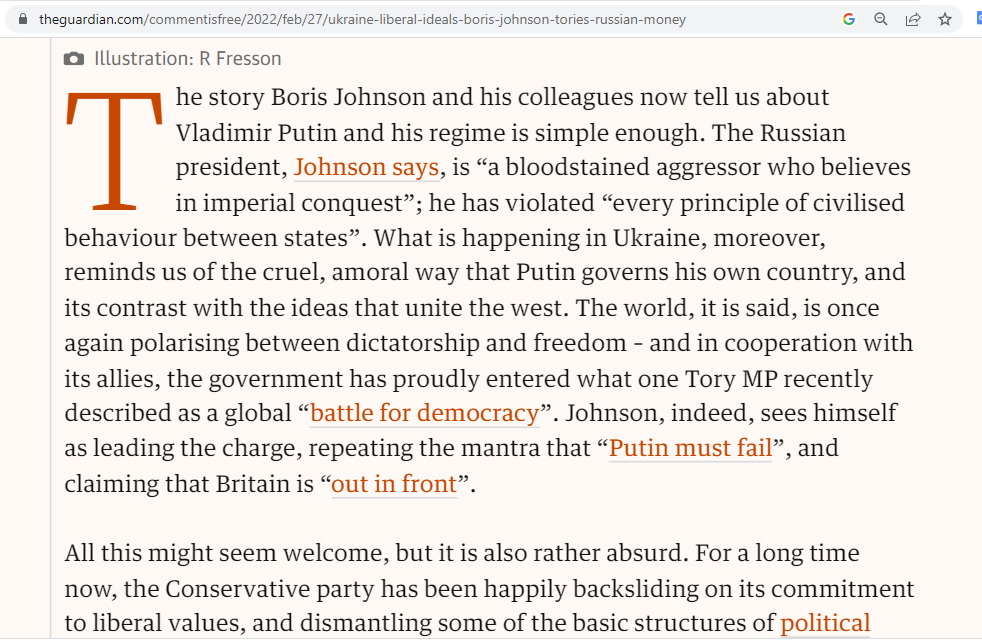 theguardian.com/commentisfree/2022/feb/27/ukraine-liberal-ideals-boris-johnson-tories-russian-money
Illustration: R Fresson
The story Boris Johnson and his colleagues now tell us about
Vladimir Putin and his regime is simple enough. The Russian
president, Johnson says, is “a bloodstained aggressor who believes
in imperial conquest”; he has violated “every principle of civilised
behaviour between states”. What is happening in Ukraine, moreover,
reminds us of the cruel, amoral way that Putin governs his own country, and
its contrast with the ideas that unite the west. The world, it is said, is once
again polarising between dictatorship and freedom – and in cooperation with
its allies, the government has proudly entered what one Tory MP recently
described as a global “battle for democracy”. Johnson, indeed, sees himself
as leading the charge, repeating the mantra that “Putin must fail”, and
claiming that Britain is “out in front”.
All this might seem welcome, but it is also rather absurd. For a long time
now, the Conservative party has been happily backsliding on its commitment
to liberal values, and dismantling some of the basic structures of political